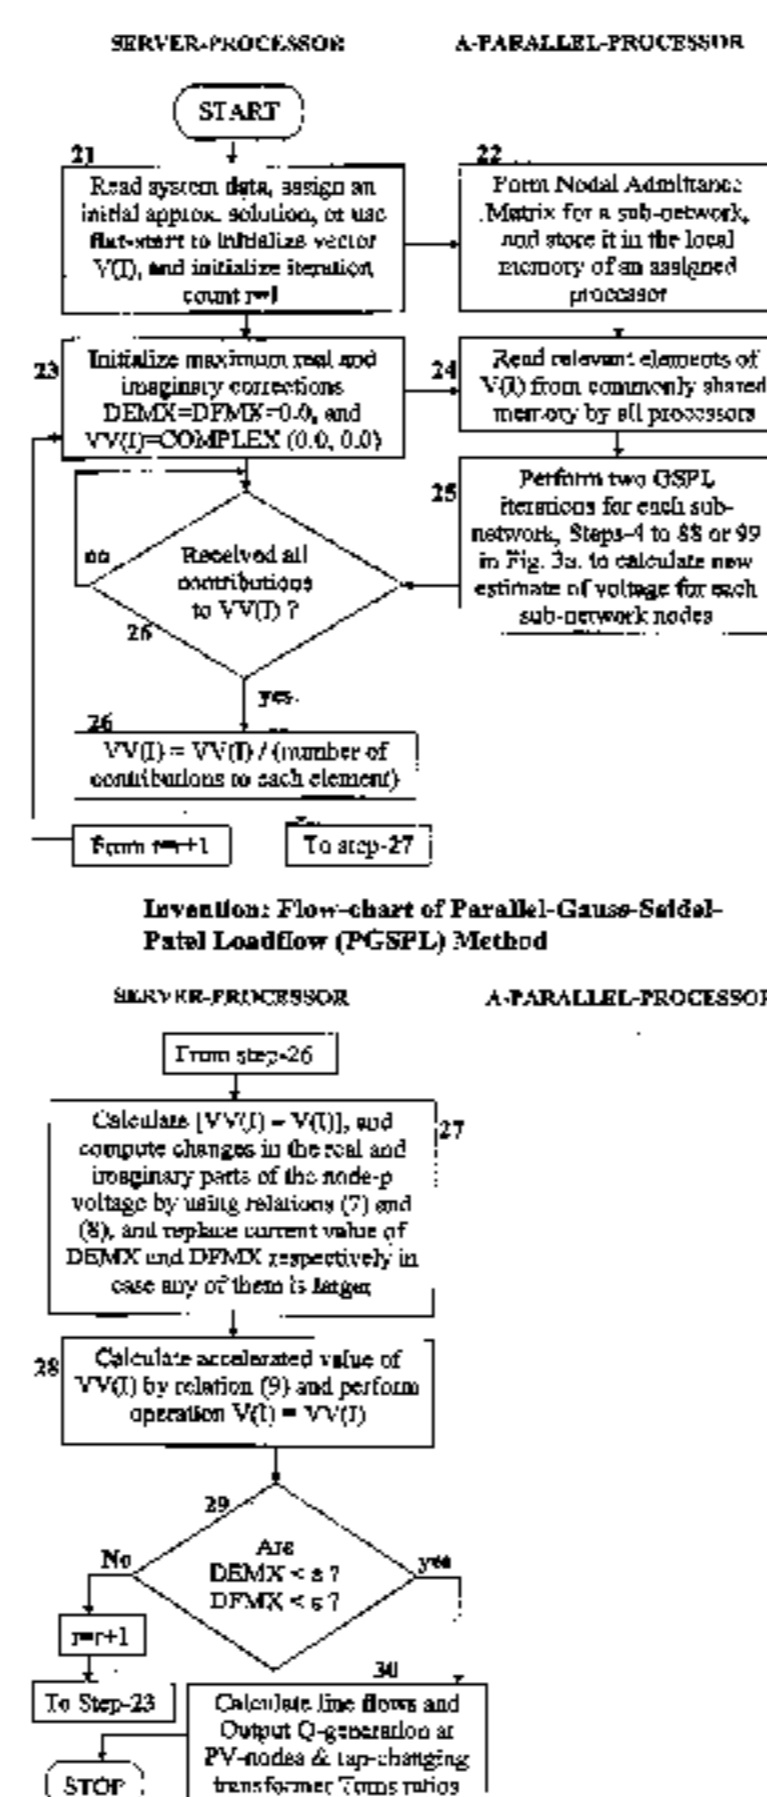 SERVER-PROCESSOR
A-PARALLEL-PROCESSOR
START
21
Read system data, assign an
initial approx. solution, or use
flat-start to initialize vector
V(I), and initialize iteration
count r=1
22
Form Nodal Admittance
Matrix for a sub-network,
and store it in the local
memory of an assigned
processor
23
Initialize maximum real and
imaginary corrections
DEMX=DFMX=0.0, and
VV(I)=COMPLEX (0.0, 0.0)
24
Read relevant elements of
V(I) from commonly shared
memory by all processors
25
Perform two GSPL
iterations for each sub-
network, Steps-4 to 88 or 99
in Fig. 3a. to calculate new
estimate of voltage for each
sub-network nodes
no
Received all
contributions
to VV(I) ?
26
yes.
26
VV(I) = VV(I) / (number of
contributions to each element)
From r=r+1
To step-27
Invention: Flow-chart of Parallel-Gauss-Seidel-
Patel Loadflow (PGSPL) Method
SERVER-PROCESSOR
A-PARALLEL-PROCESSOR
From step-26
27
Calculate [VV(I) – V(I)], and
compute changes in the real and
imaginary parts of the node-p
voltage by using relations (7) and
(8), and replace current value of
DEMX and DFMX respectively in
case any of them is larger
28
Calculate accelerated value of
VV(I) by relation (9) and perform
operation V(I) = VV(I)
29
Are
DEMX < ε ?
DFMX < ε ?
No
yes
r=r+1
To Step-23
30
Calculate line flows and
Output Q-generation at
PV-nodes & tap-changing
transformer Turns ratios
STOP